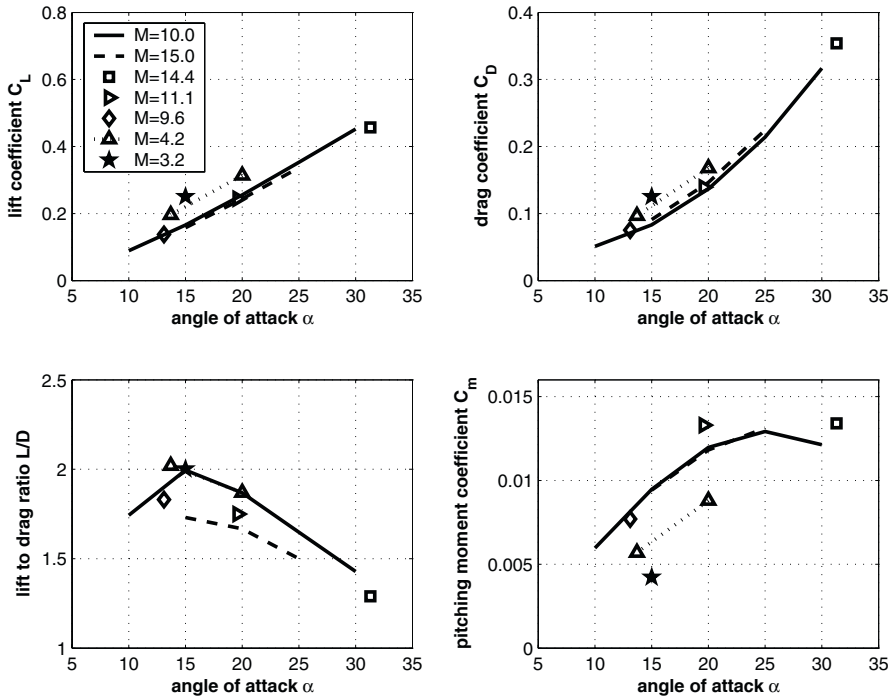 lift coefficient C_L
0.8
0.6
0.4
0.2
0
M=10.0
M=15.0
M=14.4
M=11.1
M=9.6
M=4.2
M=3.2
5 10 15 20 25 30 35
angle of attack α
drag coefficient C_D
0.4
0.3
0.2
0.1
0
5 10 15 20 25 30 35
angle of attack α
lift to drag ratio L/D
2.5
2
1.5
1
5 10 15 20 25 30 35
angle of attack α
pitching moment coefficient C_m
0.015
0.01
0.005
0
5 10 15 20 25 30 35
angle of attack α